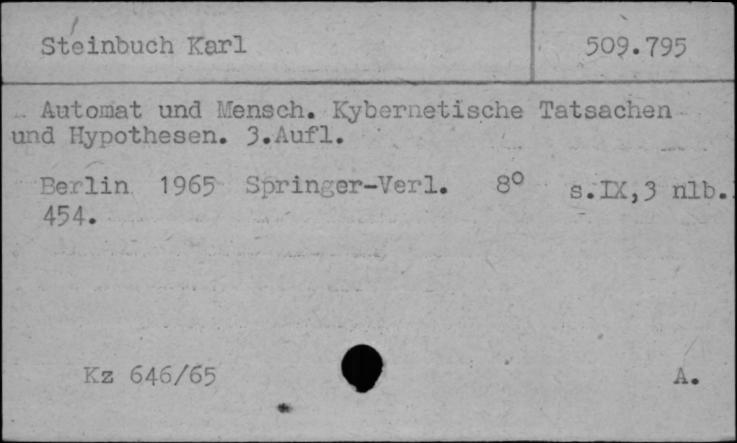 Steinbuch Karl 509.795
Automat und Mensch. Kybernetische Tatsachen
und Hypothesen. 3.Aufl.
Berlin 1965 Springer-Verl. 8° s.IX,3 nlb.
454.
Kz 646/65 A.